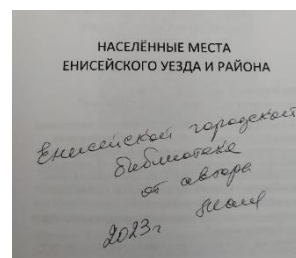 НАСЕЛЁННЫЕ МЕСТА
ЕНИСЕЙСКОГО УЕЗДА И РАЙОНА
Енисейской городской
библиотеке
от автора
2023г